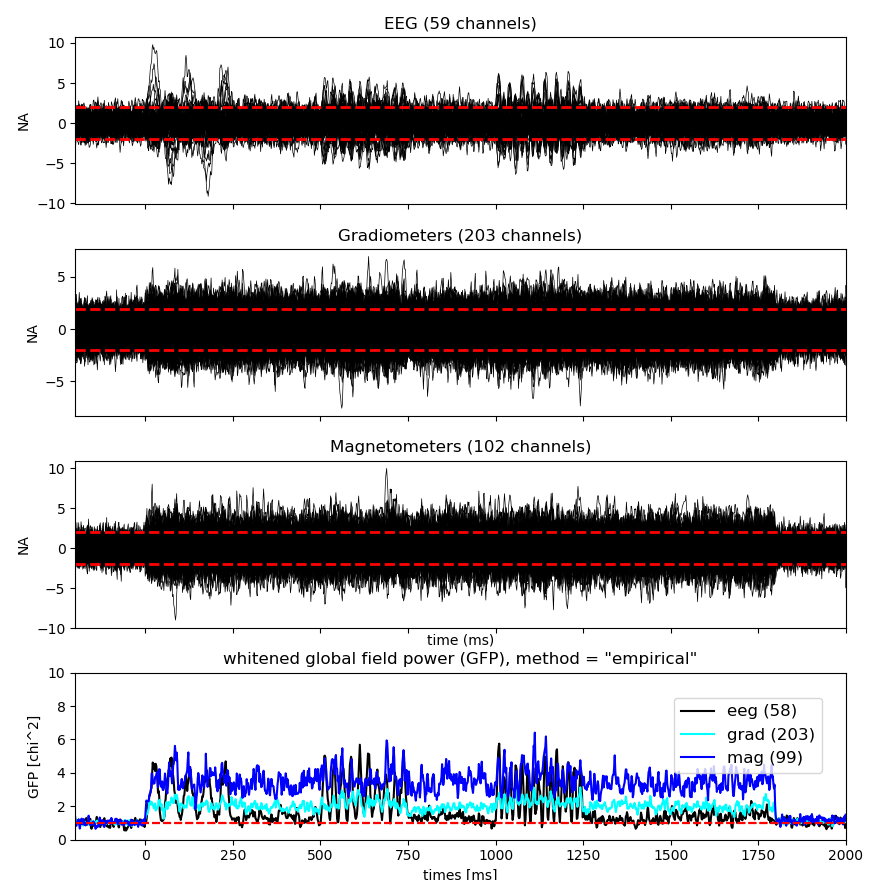 EEG (59 channels)
10
5
0
−5
−10
NA
Gradiometers (203 channels)
5
0
−5
NA
Magnetometers (102 channels)
10
5
0
−5
−10
NA
time (ms)
whitened global field power (GFP), method = "empirical"
10
8
6
4
2
0
GFP [chi^2]
eeg (58)
grad (203)
mag (99)
0 250 500 750 1000 1250 1500 1750 2000
times [ms]